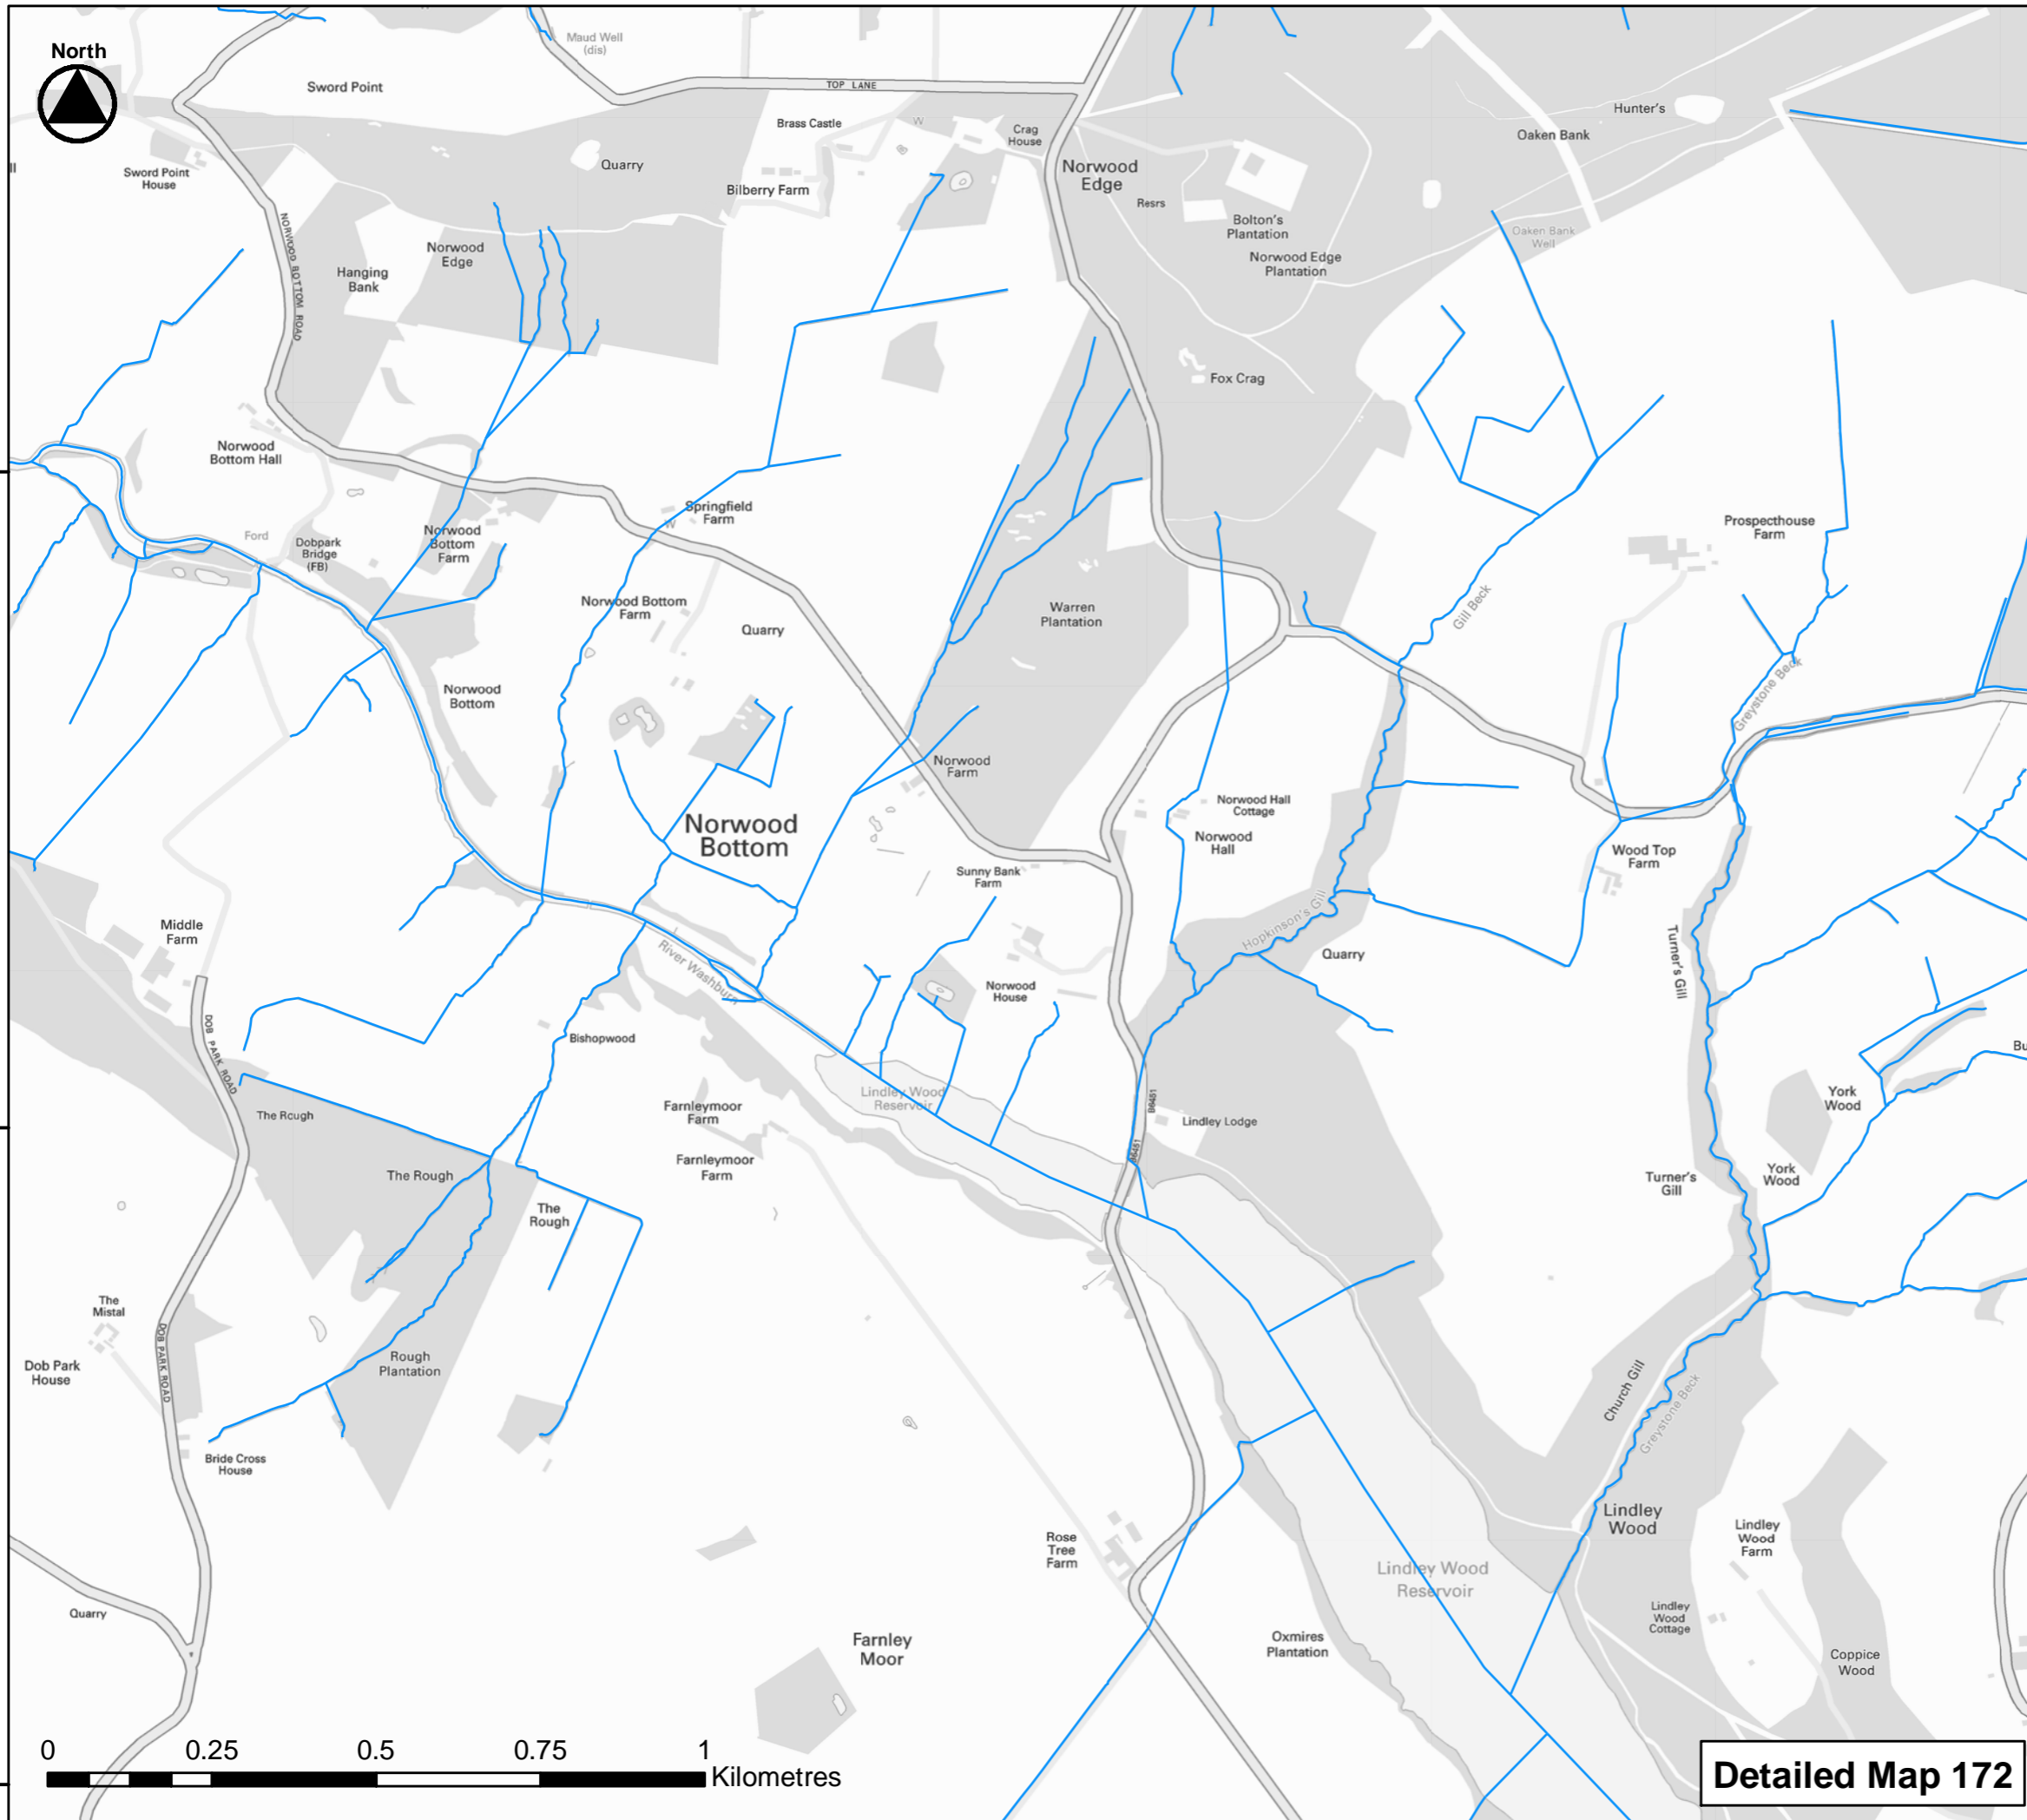 North
Maud Well
(dis)
Sword Point
TOP LANE
Hunter's
Oaken Bank
Brass Castle
W
Crag
House
Sword Point
House
Quarry
Norwood
Edge
Bilberry Farm
Resrs
Bolton's
Plantation
Oaken Bank
Well
Norwood Edge
Plantation
NORWOOD BOTTOM ROAD
Norwood
Edge
Hanging
Bank
Fox Crag
Norwood
Bottom Hall
Springfield
Farm
W
Prospecthouse
Farm
Ford
Dobpark
Bridge
(FB)
Norwood
Bottom
Farm
Norwood Bottom
Farm
Quarry
Warren
Plantation
Gill Beck
Greystone Beck
Norwood
Bottom
Norwood
Farm
Norwood Hall
Cottage
Norwood
Hall
Norwood
Bottom
Wood Top
Farm
Sunny Bank
Farm
Hopkinson's Gill
Middle
Farm
River Washburn
Quarry
Turner's Gill
Norwood
House
DOB PARK ROAD
Bishopwood
Bu
Lindley Wood
Reservoir
York
Wood
The Rough
Farnleymoor
Farm
B6451
Lindley Lodge
B6451
The Rough
Farnleymoor
Farm
Turner's
Gill
York
Wood
The
Rough
The
Mistal
DOB PARK ROAD
Dob Park
House
Rough
Plantation
Church Gill
Greystone Beck
Bride Cross
House
Lindley
Wood
Rose
Tree
Farm
Lindley
Wood
Farm
Lindley Wood
Reservoir
Quarry
Lindley
Wood
Cottage
Farnley
Moor
Oxmires
Plantation
Coppice
Wood
0 0.25 0.5 0.75 1
Kilometres
Detailed Map 172